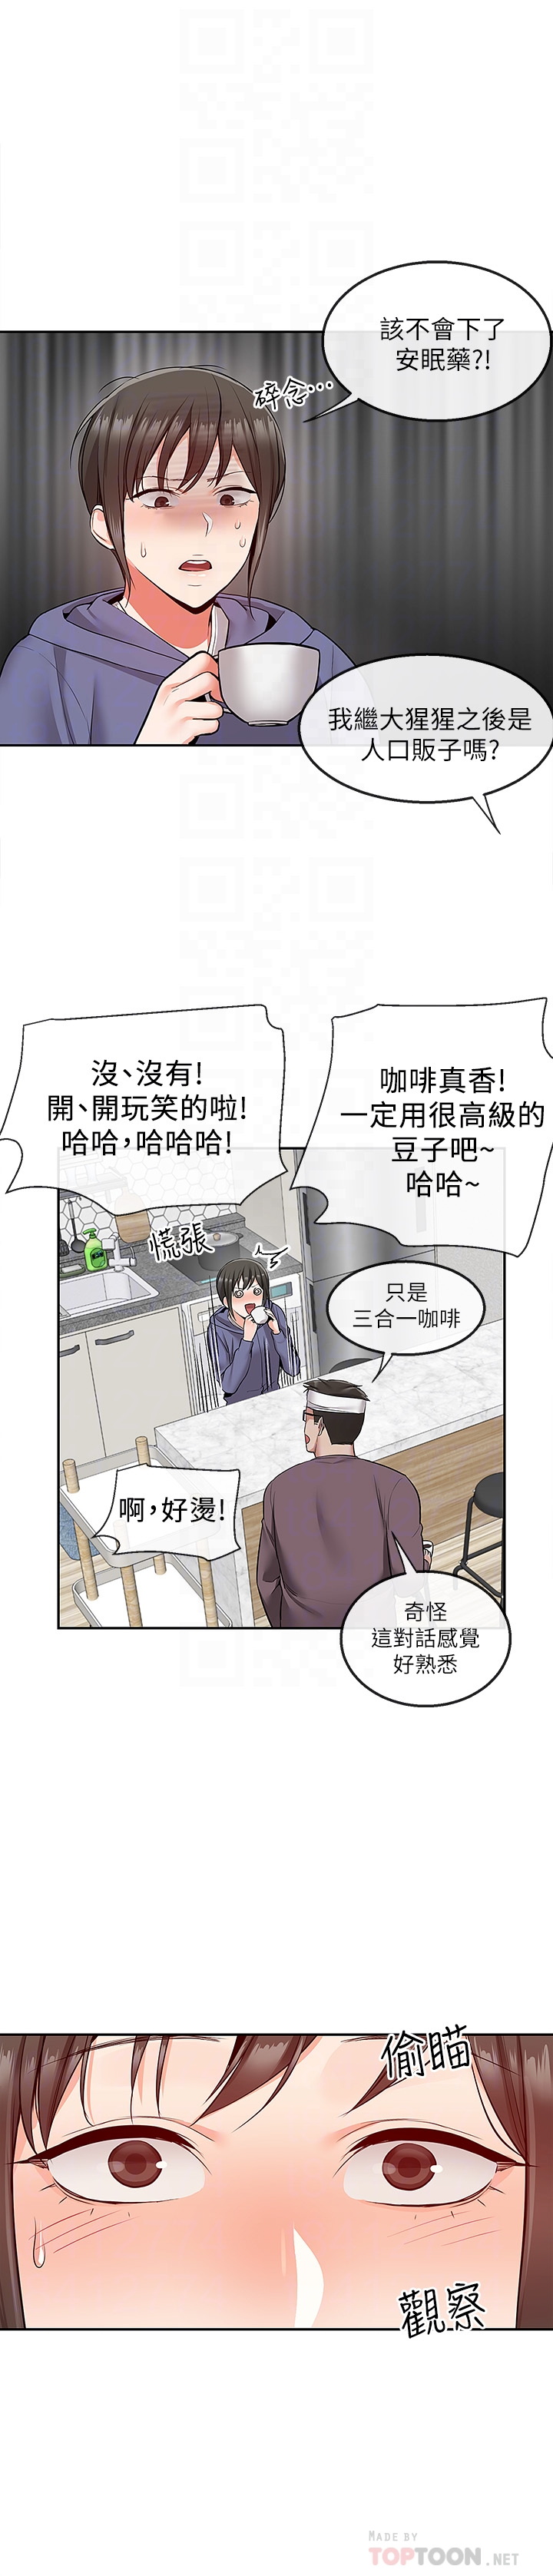 該不會下了
安眠藥?!
碎念…
我繼大猩猩之後是
人口販子嗎?
沒、沒有!
開、開玩笑的啦!
哈哈，哈哈哈!
咖啡真香!
一定用很高級的
豆子吧~
哈哈~
慌張
只是
三合一咖啡
啊，好燙!
奇怪
這對話感覺
好熟悉
偷瞄
觀察
MADE BY
TOPTOON.NET